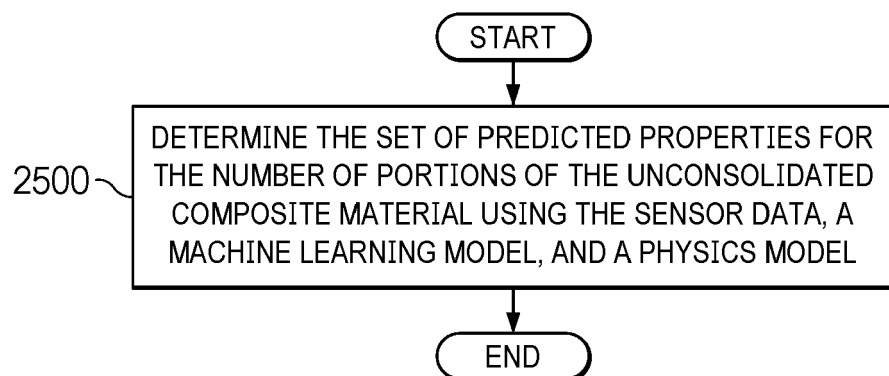 START
2500
DETERMINE THE SET OF PREDICTED PROPERTIES FOR
THE NUMBER OF PORTIONS OF THE UNCONSOLIDATED
COMPOSITE MATERIAL USING THE SENSOR DATA, A
MACHINE LEARNING MODEL, AND A PHYSICS MODEL
END